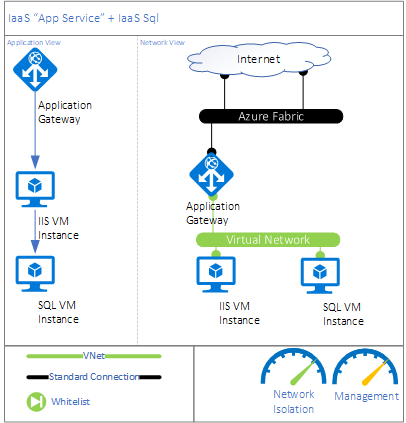 IaaS “App Service” + IaaS Sql
Application View
Network View
Internet
Application
Gateway
Azure Fabric
Application
Gateway
IIS VM
Instance
Virtual Network
SQL VM
Instance
IIS VM
Instance
SQL VM
Instance
VNet
Standard Connection
Whitelist
Network
Isolation
Management